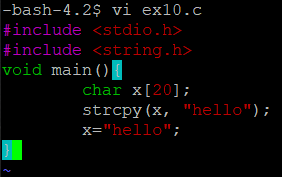 -bash-4.2$ vi ex10.c
#include <stdio.h>
#include <string.h>
void main(){
        char x[20];
        strcpy(x, "hello");
        x="hello";
}
~